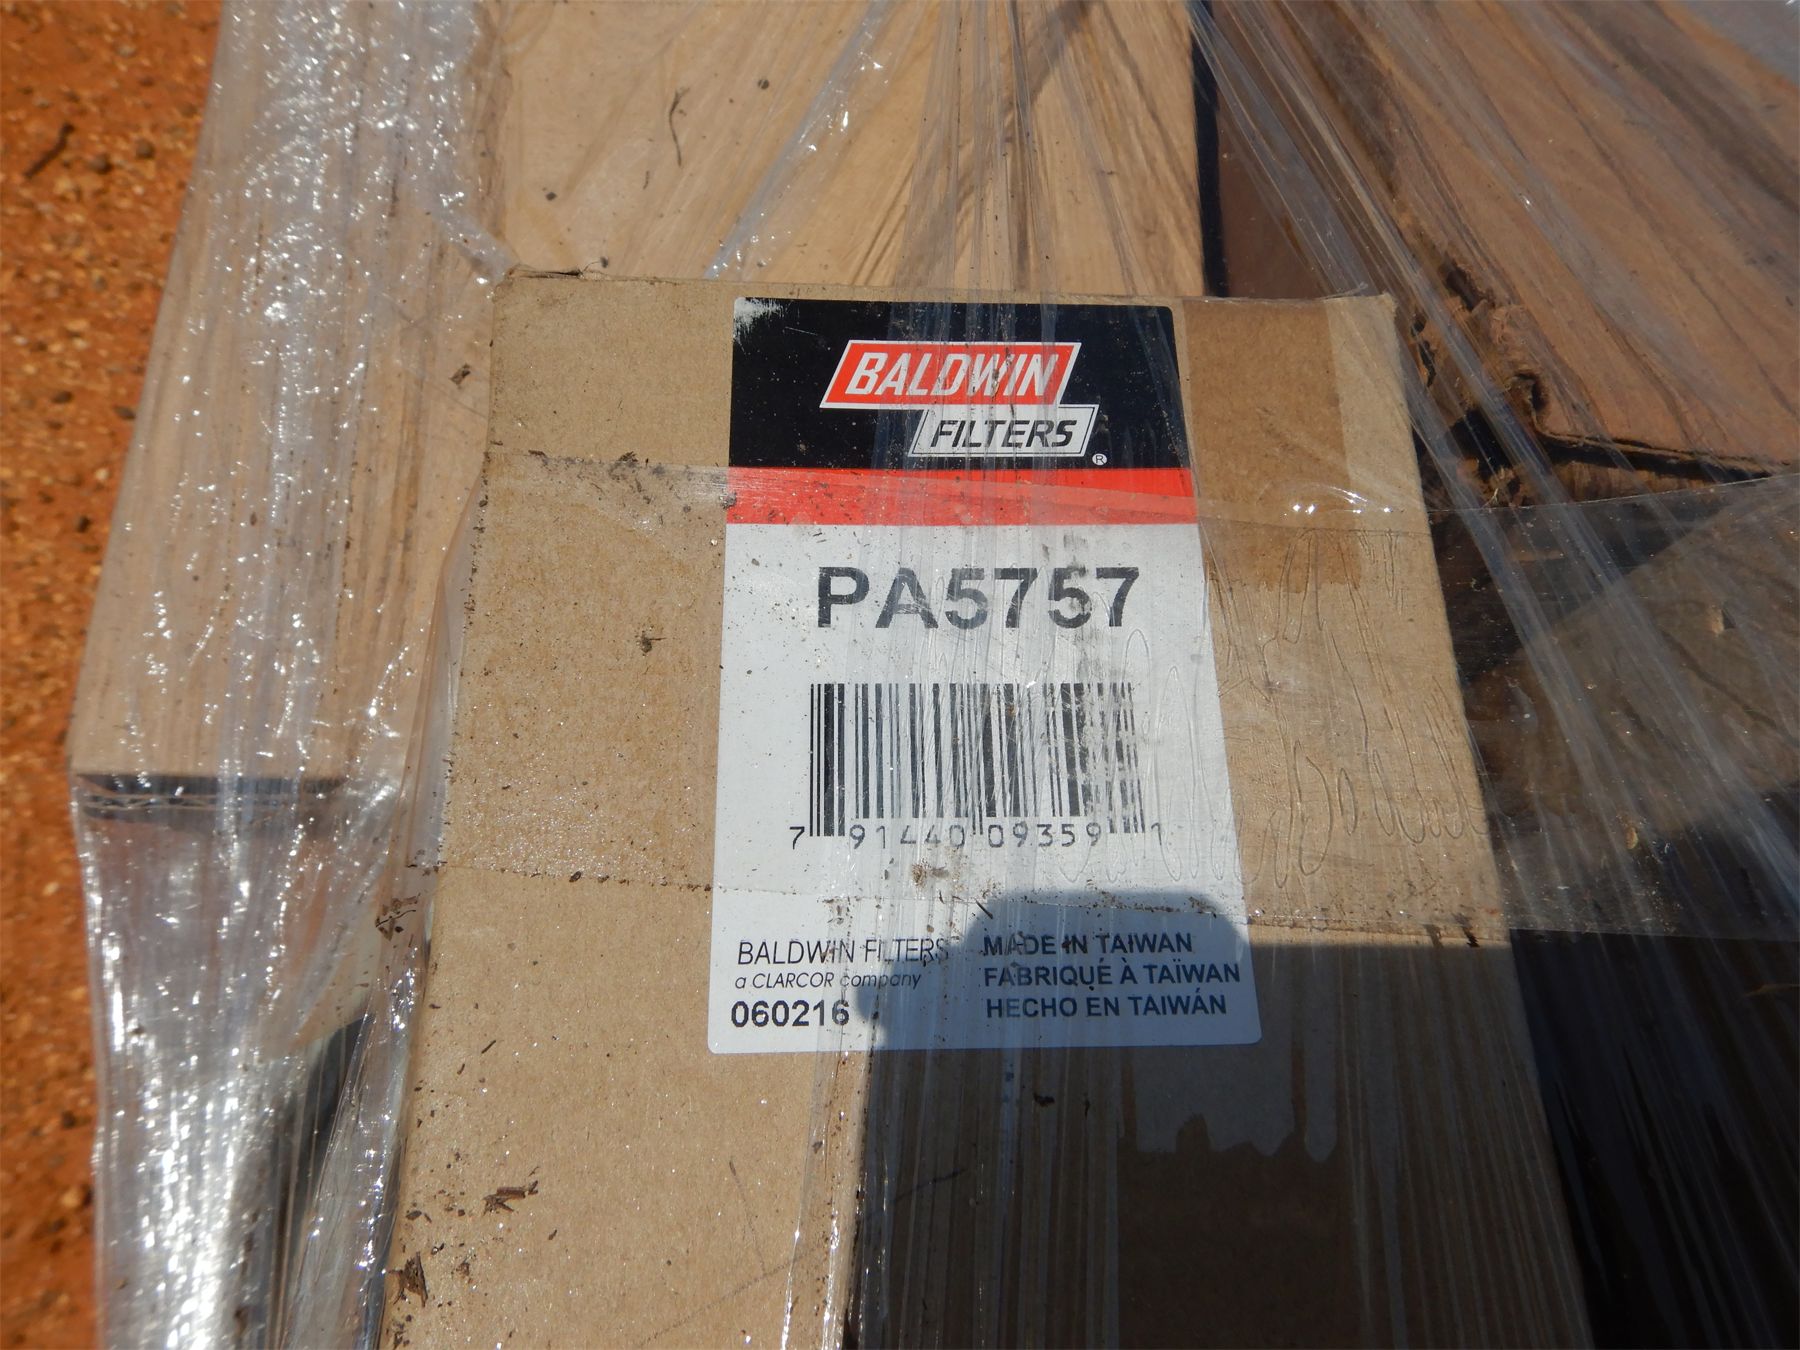 BALDWIN
FILTERS
®
PA5757
7 91440 09359 1
BALDWIN FILTERS
a CLARCOR company
060216
MADE IN TAIWAN
FABRIQUÉ À TAÏWAN
HECHO EN TAIWÁN